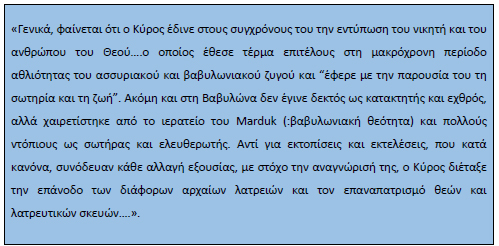 «Γενικά, φαίνεται ότι ο Κύρος έδινε στους συγχρόνους του την εντύπωση του νικητή και του
ανθρώπου του Θεού….ο οποίος έθεσε τέρμα επιτέλους στη μακρόχρονη περίοδο
αθλιότητας του ασσυριακού και βαβυλωνιακού ζυγού και “έφερε με την παρουσία του τη
σωτηρία και τη ζωή”. Ακόμη και στη Βαβυλώνα δεν έγινε δεκτός ως κατακτητής και εχθρός,
αλλά χαιρετίστηκε από το ιερατείο του Marduk (:βαβυλωνιακή θεότητα) και πολλούς
ντόπιους ως σωτήρας και ελευθερωτής. Αντί για εκτοπίσεις και εκτελέσεις, που κατά
κανόνα, συνόδευαν κάθε αλλαγή εξουσίας, με στόχο την αναγνώρισή της, ο Κύρος διέταξε
την επάνοδο των διάφορων αρχαίων λατρειών και τον επαναπατρισμό θεών και
λατρευτικών σκευών….».